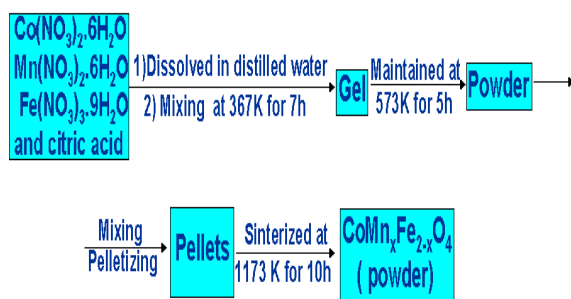 Co(NO₃)₂.6H₂O
Mn(NO₃)₂.6H₂O
Fe(NO₃)₃.9H₂O
and citric acid
1)Dissolved in distilled water
2) Mixing at 367K for 7h
Gel
Maintained at
573K for 5h
Powder
Mixing
Pelletizing
Pellets
Sinterized at
1173 K for 10h
CoMnₓFe₂₋ₓO₄
( powder)